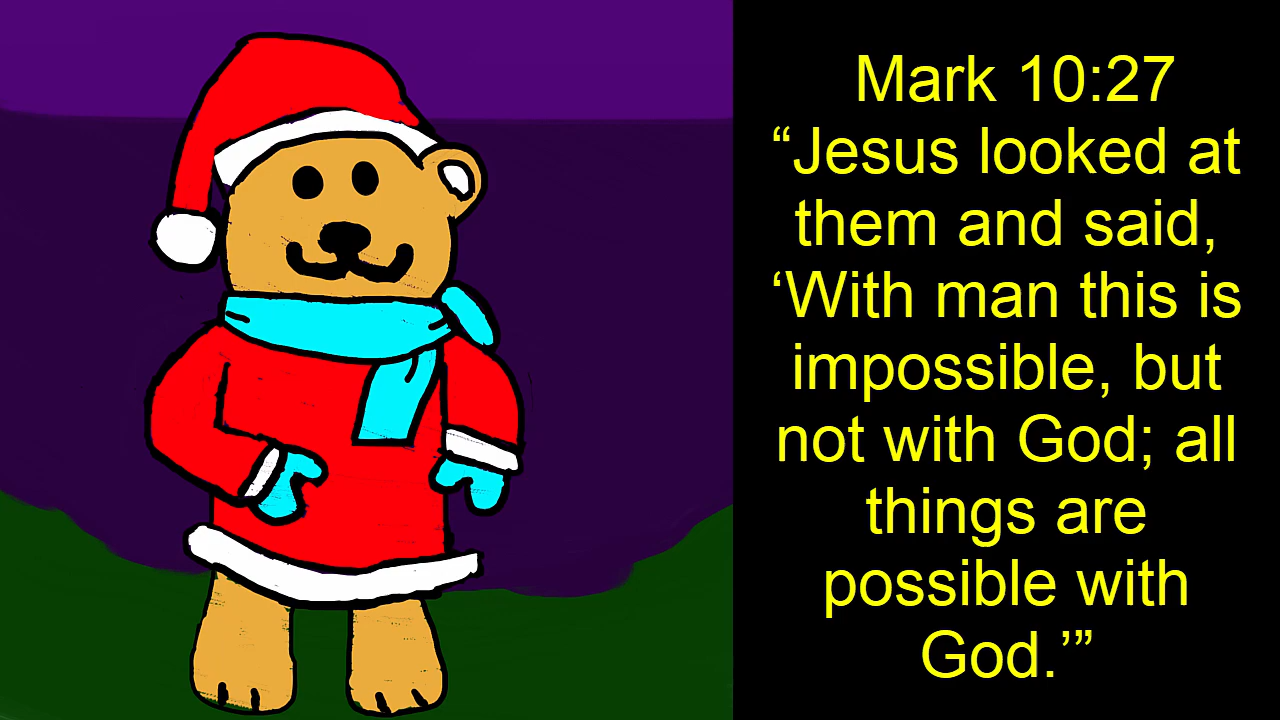 Mark 10:27
“Jesus looked at
them and said,
‘With man this is
impossible, but
not with God; all
things are
possible with
God.’”